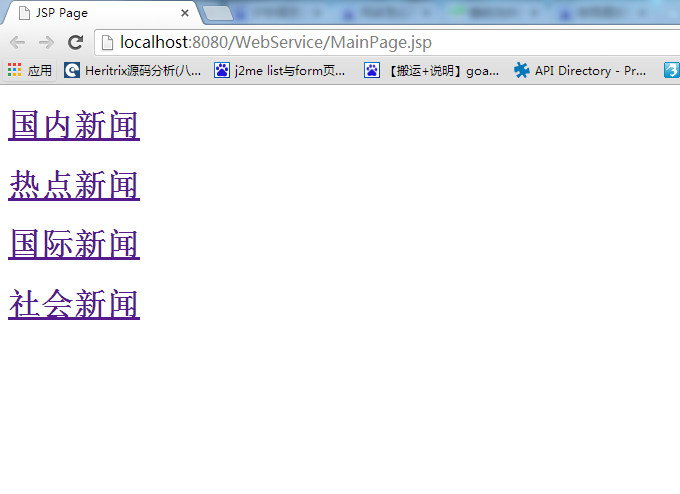 JSP Page
localhost:8080/WebService/MainPage.jsp
应用 Heritrix源码分析(八... j2me list与form页... 【搬运+说明】goa... API Directory - Pr...
国内新闻
热点新闻
国际新闻
社会新闻